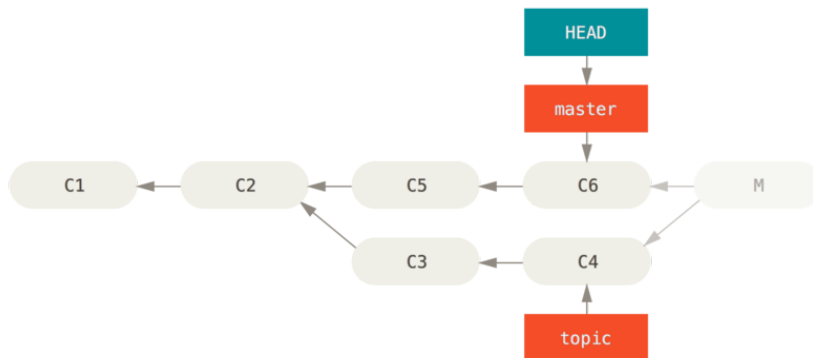 HEAD
master
C1 C2 C5 C6 M
C3 C4
topic